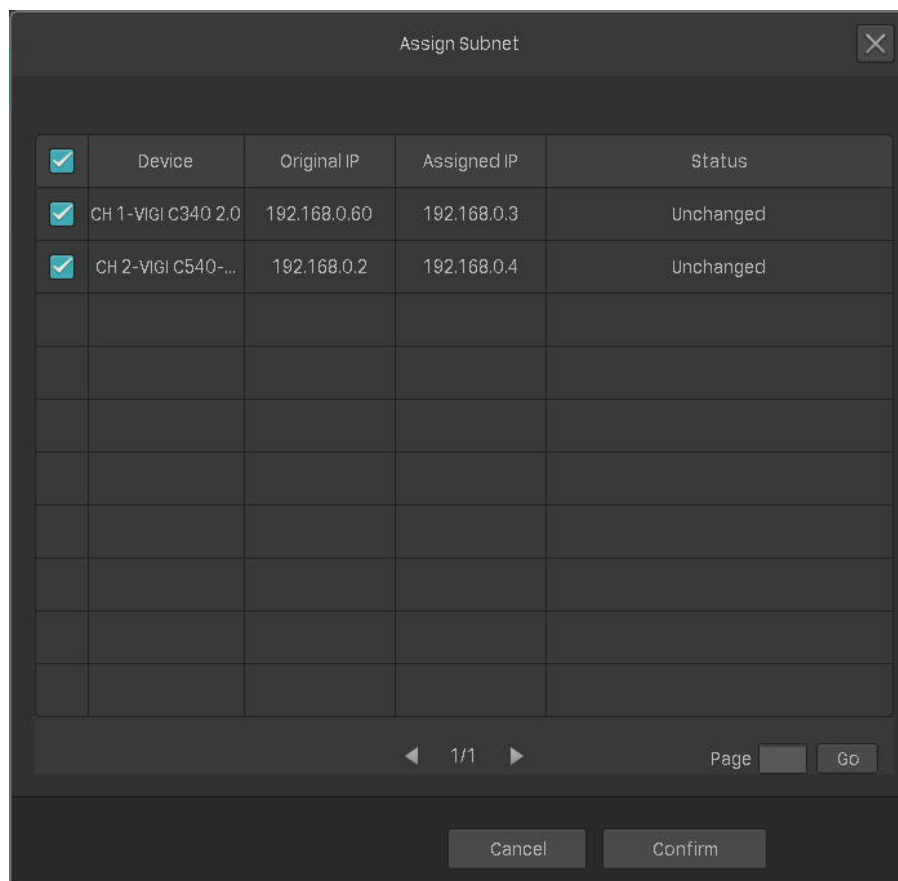 Assign Subnet
Device Original IP Assigned IP Status
CH 1-VIGI C340 2.0 192.168.0.60 192.168.0.3 Unchanged
CH 2-VIGI C540-... 192.168.0.2 192.168.0.4 Unchanged
1/1 Page Go
Cancel Confirm